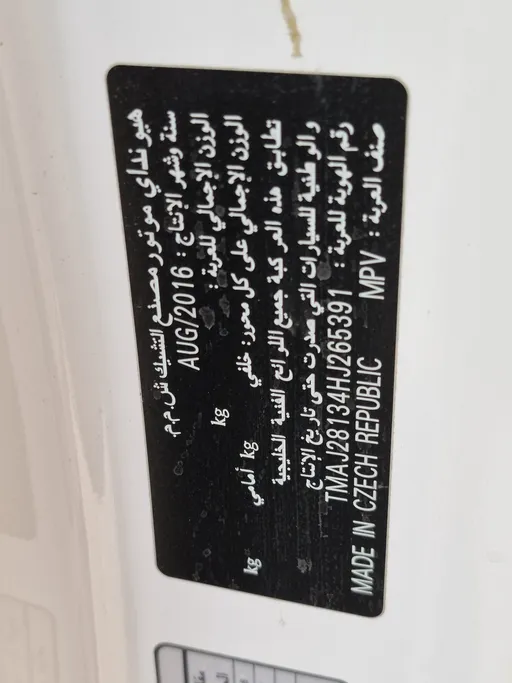 هيونداي موتور مصنع التشيك ش.م.م
سنة وشهر الإنتاج : AUG/2016
الوزن الإجمالي للعربة : kg
الوزن الإجمالي على كل محور: خلفي kg أمامي kg
تطابق هذه المركبة جميع اللوائح الفنية الخليجية
والوطنية للسيارات التي صدرت حتى تاريخ الإنتاج
رقم الهوية للعربة : TMAJ28134HJ265391
صنف العربة : MPV MADE IN CZECH REPUBLIC